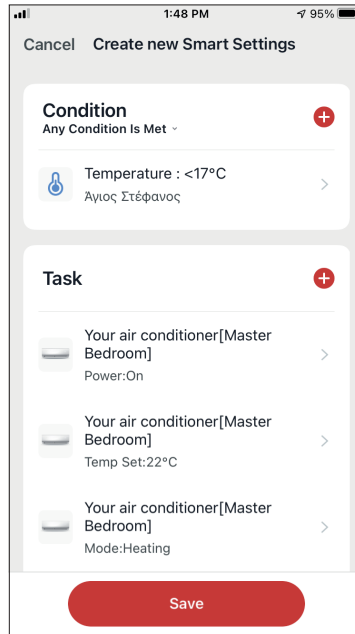 1:48 PM
95%
Cancel Create new Smart Settings
Condition
Any Condition Is Met
Temperature : <17°C
Άγιος Στέφανος
Task
Your air conditioner[Master
Bedroom]
Power:On
Your air conditioner[Master
Bedroom]
Temp Set:22°C
Your air conditioner[Master
Bedroom]
Mode:Heating
Save